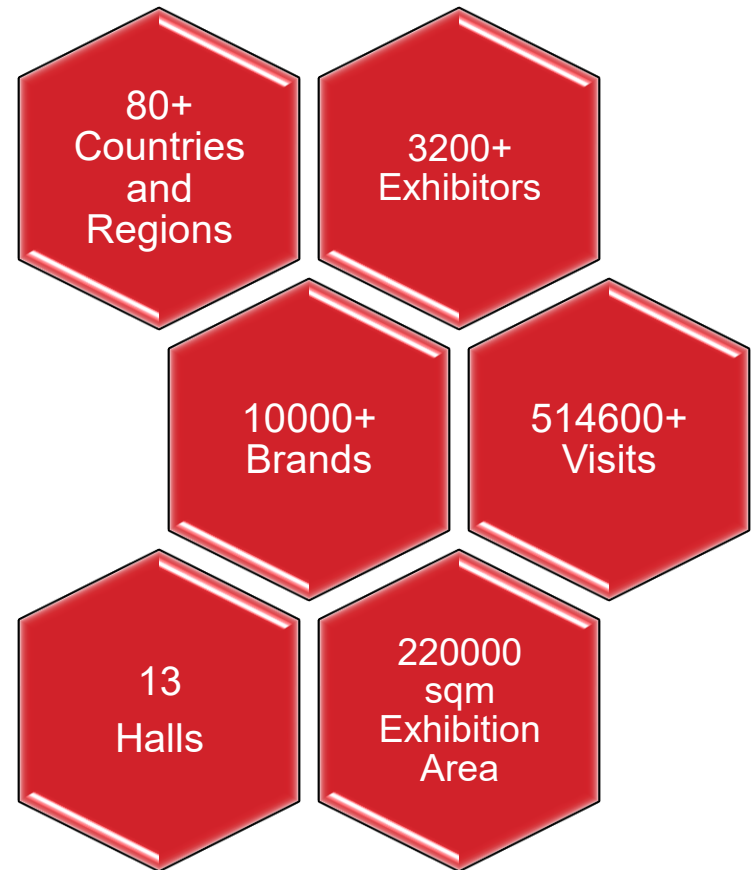 80+
Countries
and
Regions
3200+
Exhibitors
10000+
Brands
514600+
Visits
13
Halls
220000
sqm
Exhibition
Area